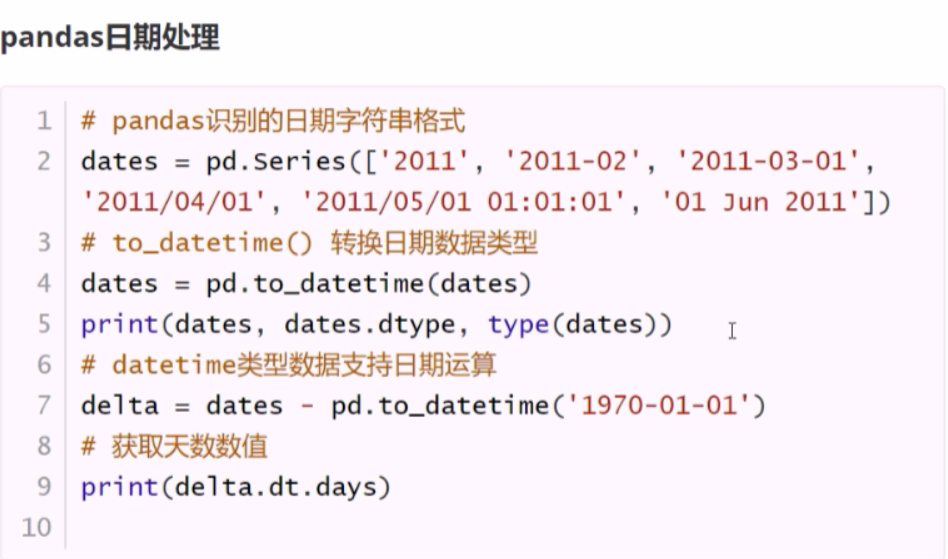 pandas日期处理
1 # pandas识别的日期字符串格式
2 dates = pd.Series(['2011', '2011-02', '2011-03-01',
'2011/04/01', '2011/05/01 01:01:01', '01 Jun 2011'])
3 # to_datetime() 转换日期数据类型
4 dates = pd.to_datetime(dates)
5 print(dates, dates.dtype, type(dates))
6 # datetime类型数据支持日期运算
7 delta = dates - pd.to_datetime('1970-01-01')
8 # 获取天数数值
9 print(delta.dt.days)
10